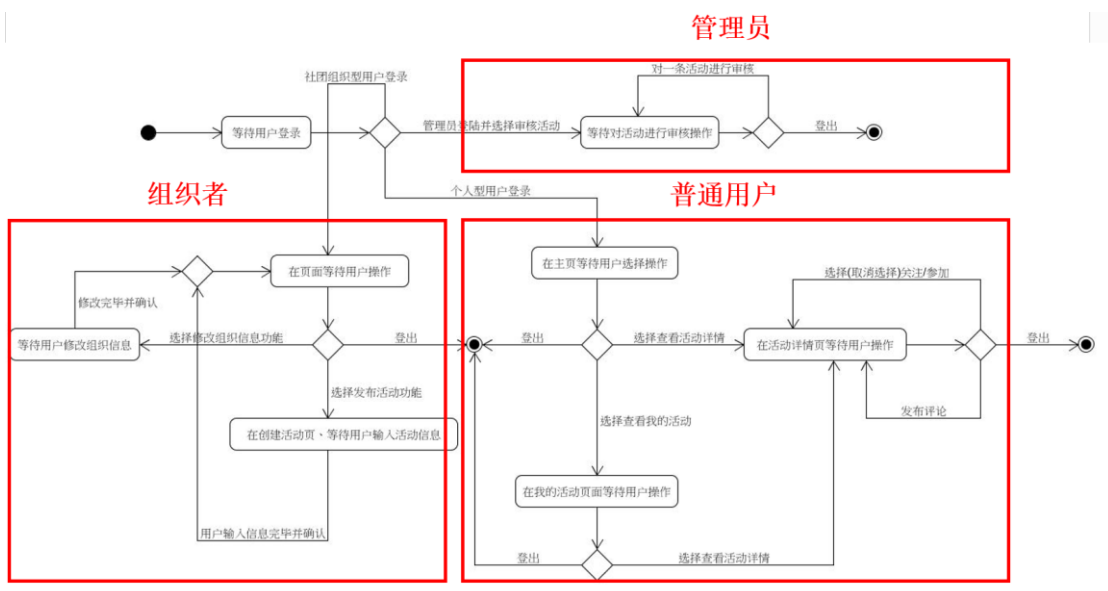 管理员
社团组织型用户登录
对一条活动进行审核
等待用户登录
管理员登陆并选择审核活动
等待对活动进行审核操作
登出
组织者
个人型用户登录
普通用户
在页面等待用户操作
在主页等待用户选择操作
选择(取消选择)关注/参加
修改完毕并确认
等待用户修改组织信息
选择修改组织信息功能
登出
登出
选择查看活动详情
在活动详情页等待用户操作
登出
选择发布活动功能
发布评论
选择查看我的活动
在创建活动页、等待用户输入活动信息
在我的活动页面等待用户操作
用户输入信息完毕并确认
登出
选择查看活动详情